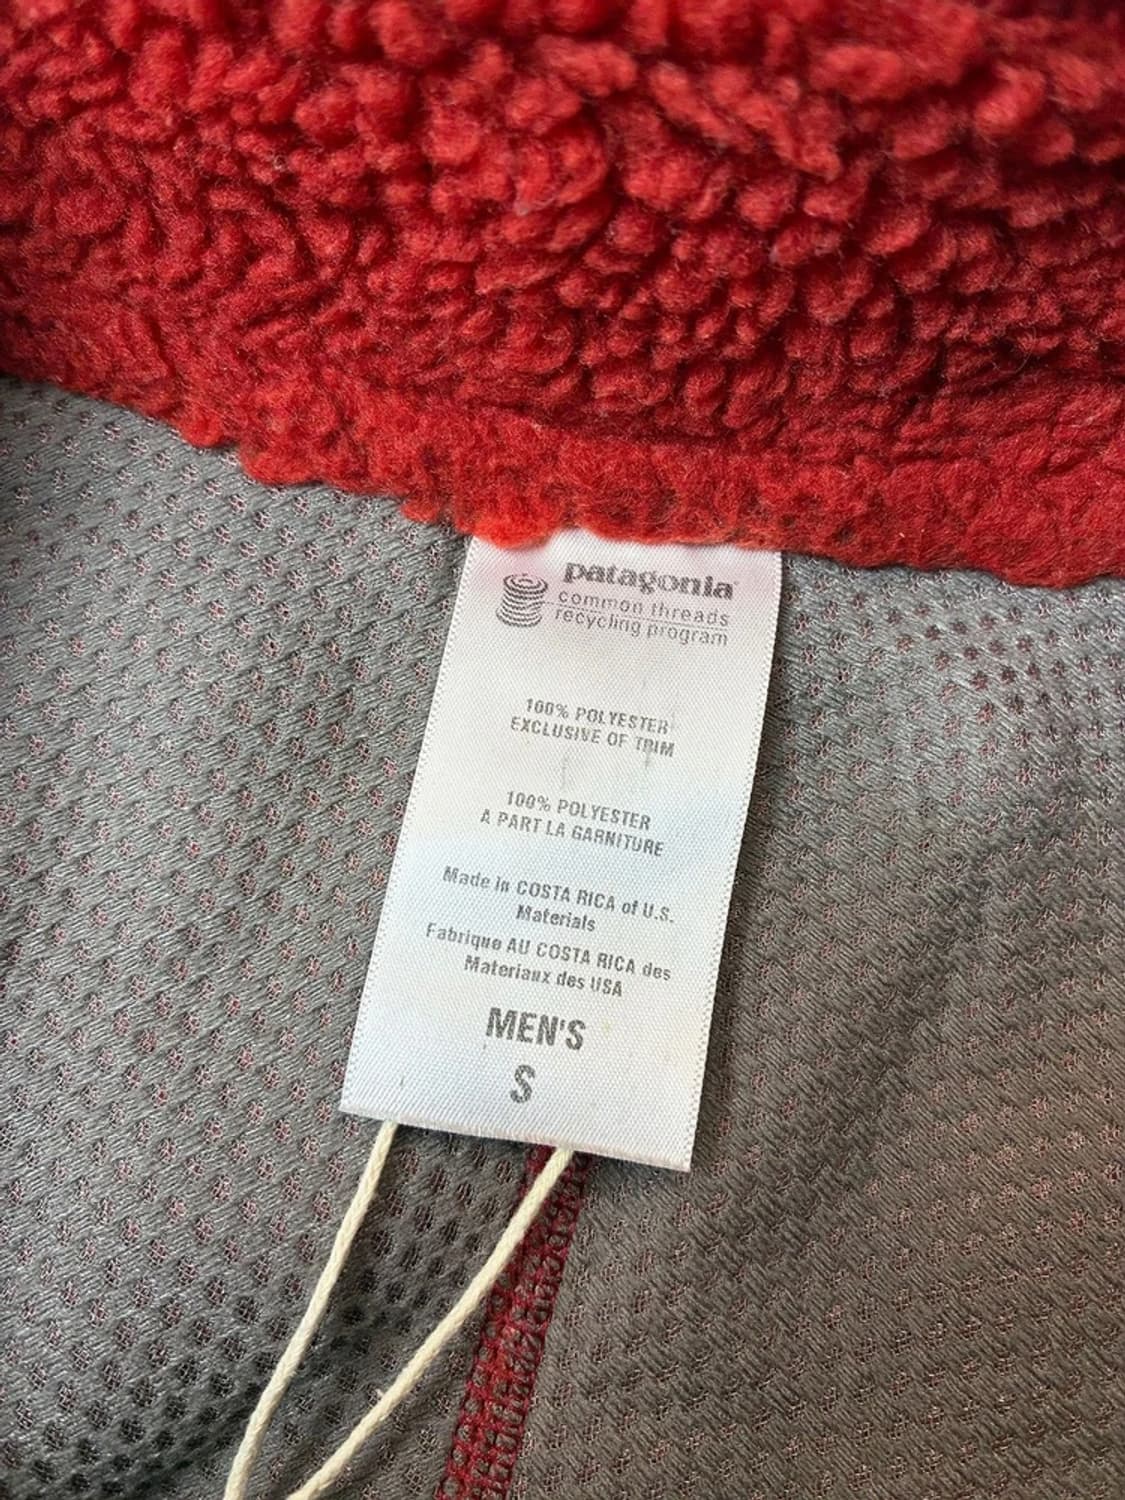 patagonia
common threads
recycling program
100% POLYESTER
EXCLUSIVE OF TRIM
100% POLYESTER
A PART LA GARNITURE
Made in COSTA RICA of U.S.
Materials
Fabrique AU COSTA RICA des
Materiaux des USA
MEN'S
S